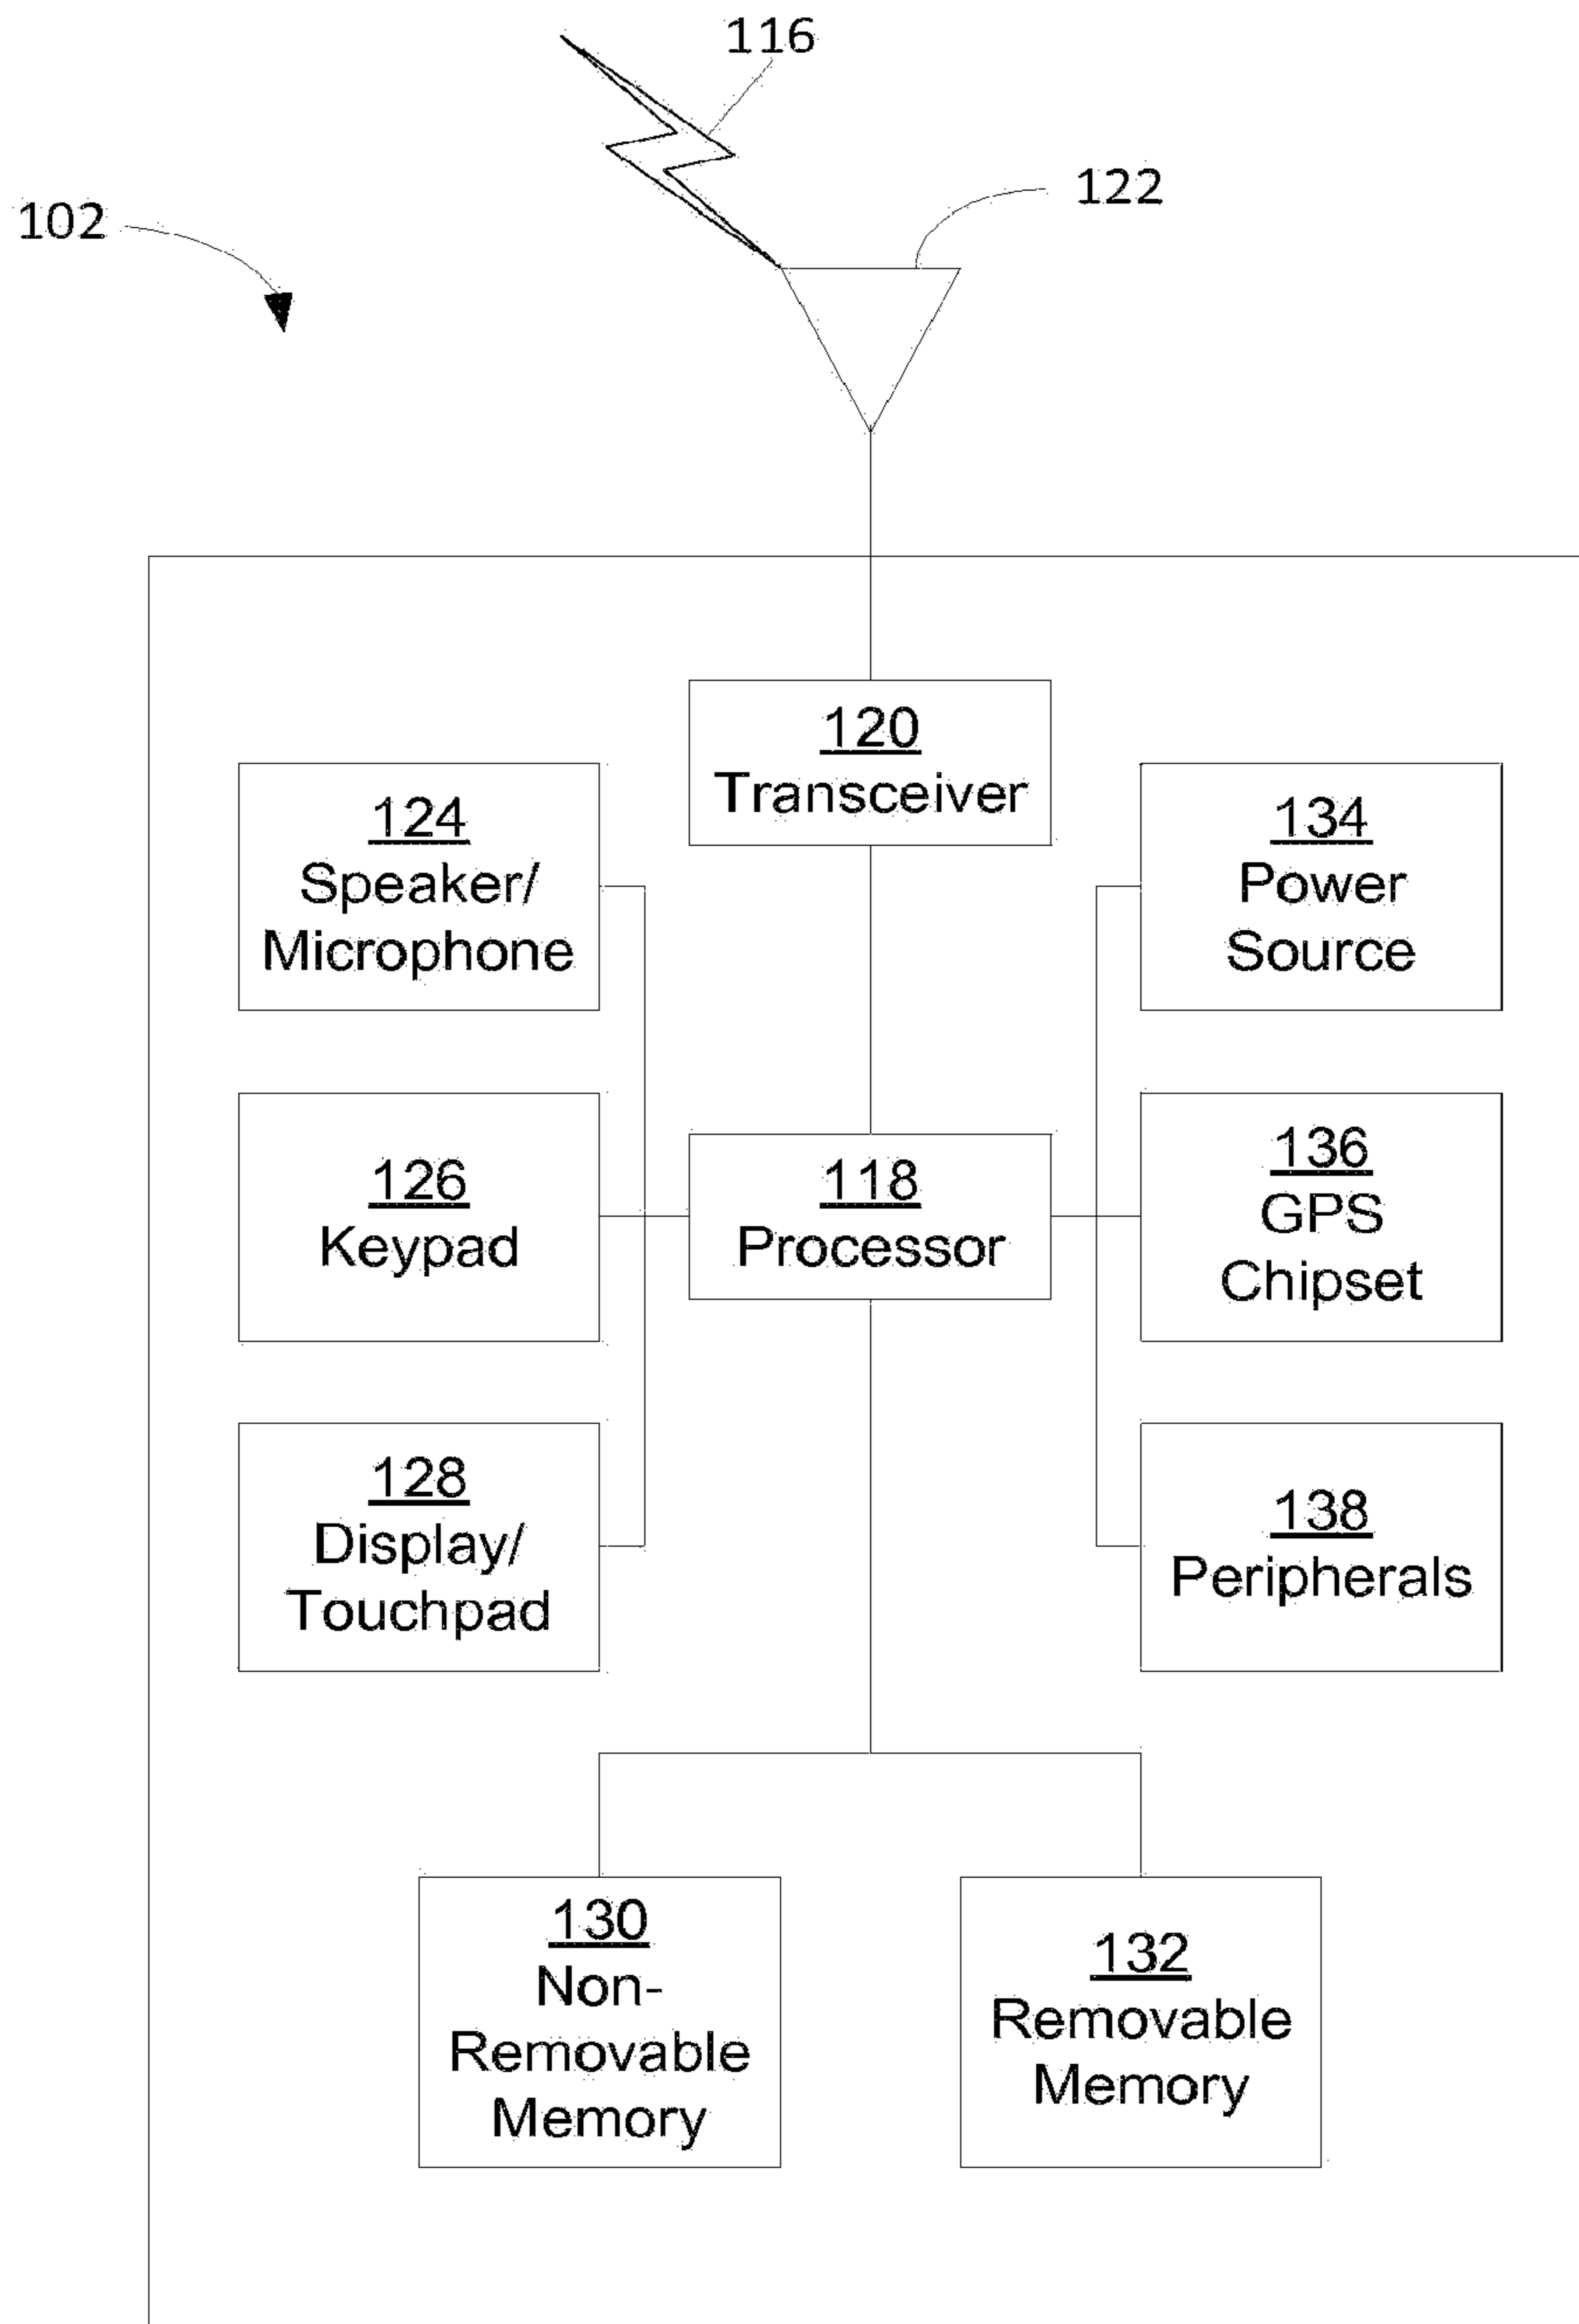 116
122
102
120
Transceiver
124
Speaker/
Microphone
134
Power
Source
126
Keypad
118
Processor
136
GPS
Chipset
128
Display/
Touchpad
138
Peripherals
130
Non-
Removable
Memory
132
Removable
Memory